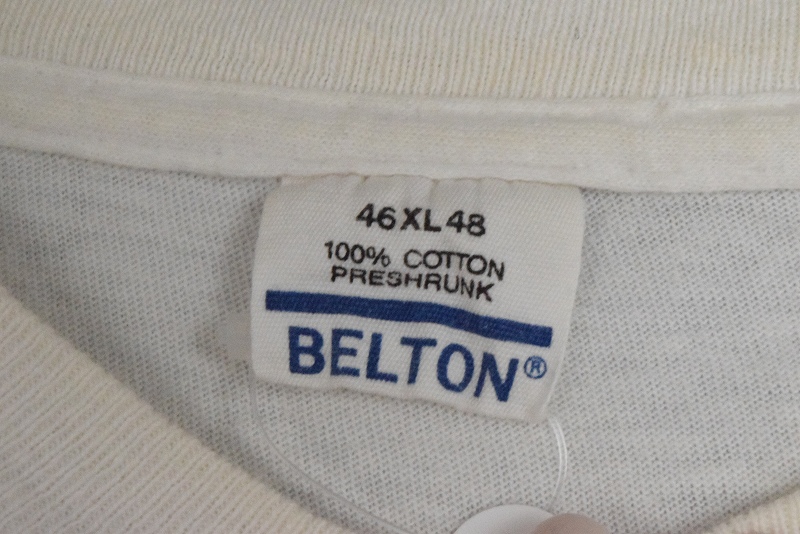 46 XL 48
100% COTTON
PRESHRUNK
BELTON®